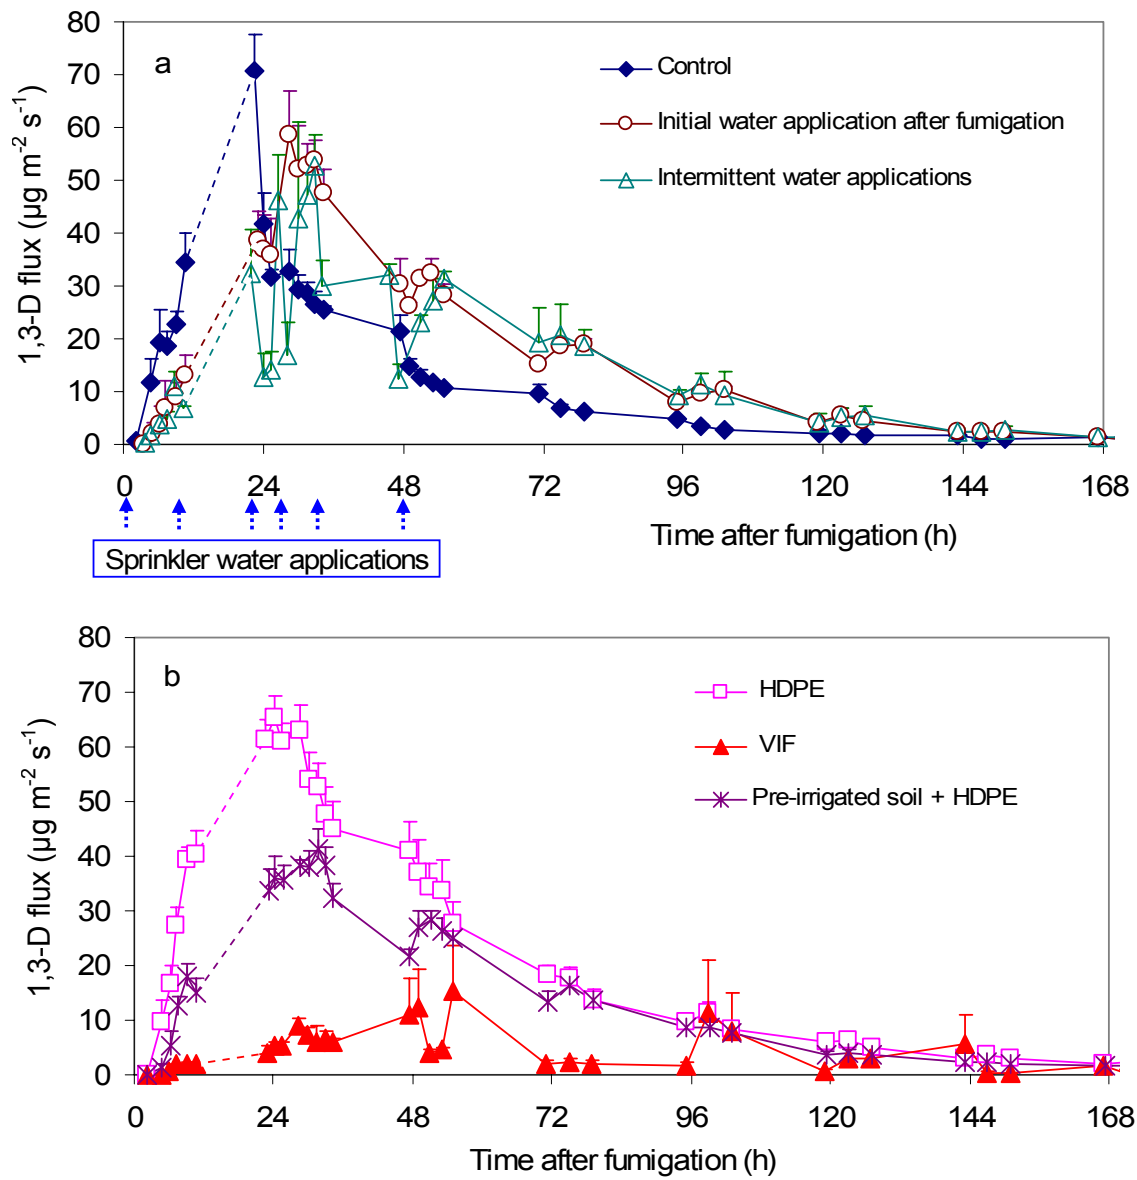 a
1,3-D flux (µg m-2 s-1)
80
70
60
50
40
30
20
10
0
Control
Initial water application after fumigation
Intermittent water applications
0 24 48 72 96 120 144 168
Time after fumigation (h)
Sprinkler water applications
b
1,3-D flux (µg m-2 s-1)
80
70
60
50
40
30
20
10
0
HDPE
VIF
Pre-irrigated soil + HDPE
0 24 48 72 96 120 144 168
Time after fumigation (h)